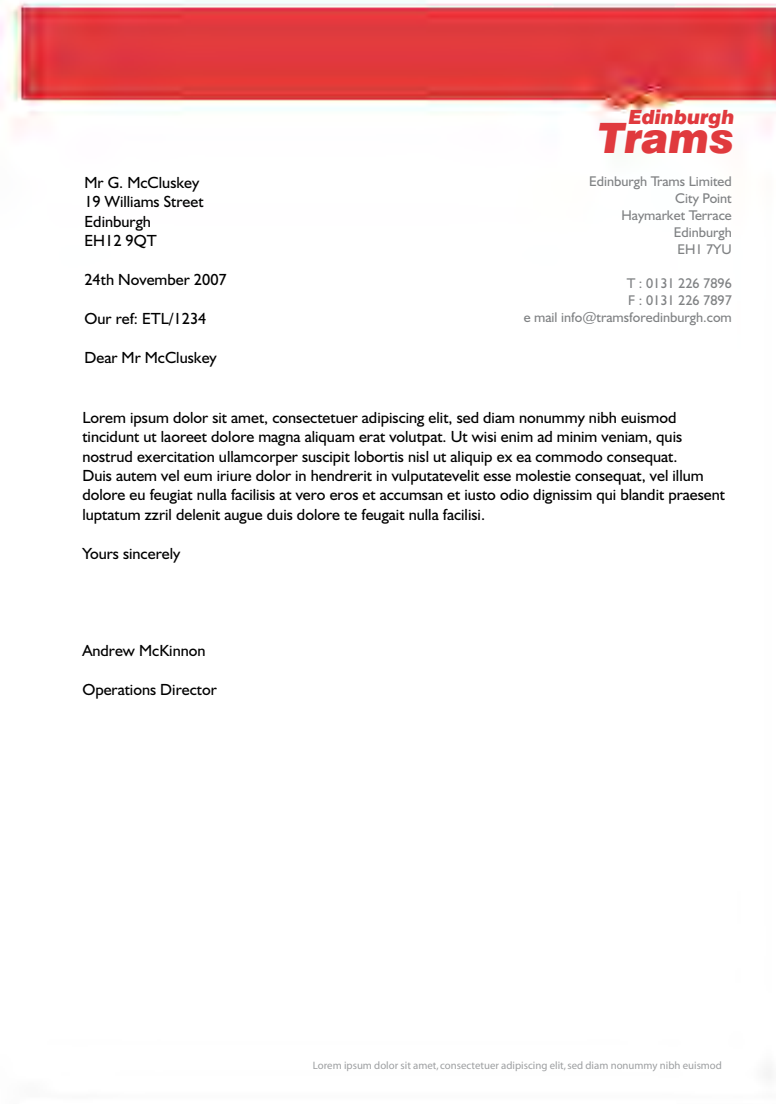 Edinburgh
Trams
Mr G. McCluskey
19 Williams Street
Edinburgh
EH12 9QT
24th November 2007
Our ref: ETL/1234
Dear Mr McCluskey
Edinburgh Trams Limited
City Point
Haymarket Terrace
Edinburgh
EH1 7YU
T : 0131 226 7896
F : 0131 226 7897
e mail info@tramsforedinburgh.com
Lorem ipsum dolor sit amet, consectetuer adipiscing elit, sed diam nonummy nibh euismod
tincidunt ut laoreet dolore magna aliquam erat volutpat. Ut wisi enim ad minim veniam, quis
nostrud exercitation ullamcorper suscipit lobortis nisl ut aliquip ex ea commodo consequat.
Duis autem vel eum iriure dolor in hendrerit in vulputatevelit esse molestie consequat, vel illum
dolore eu feugiat nulla facilisis at vero eros et accumsan et iusto odio dignissim qui blandit praesent
luptatum zzril delenit augue duis dolore te feugait nulla facilisi.
Yours sincerely
Andrew McKinnon
Operations Director
Lorem ipsum dolor sit amet, consectetuer adipiscing elit, sed diam nonummy nibh euismod